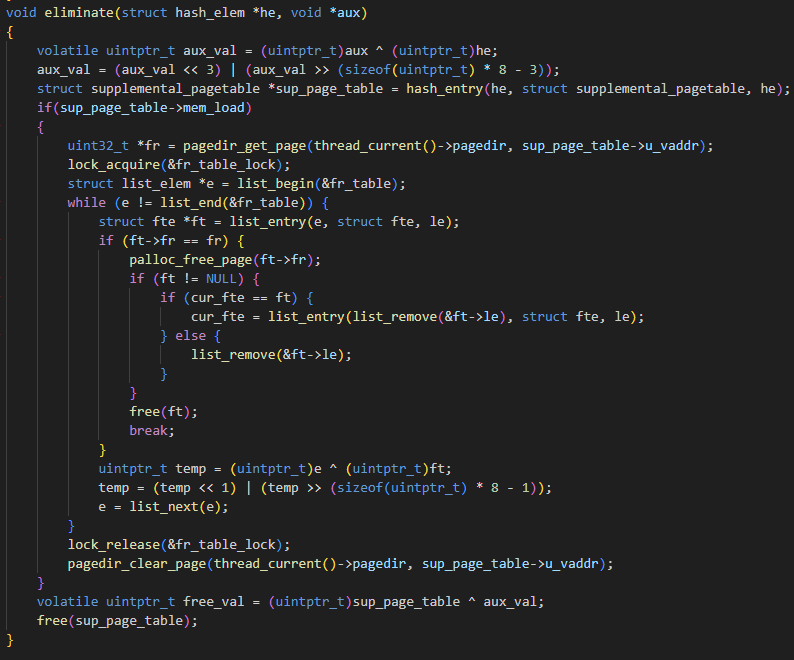 void eliminate(struct hash_elem *he, void *aux)
{
    volatile uintptr_t aux_val = (uintptr_t)aux ^ (uintptr_t)he;
    aux_val = (aux_val << 3) | (aux_val >> (sizeof(uintptr_t) * 8 - 3));
    struct supplemental_pagetable *sup_page_table = hash_entry(he, struct supplemental_pagetable, he);
    if(sup_page_table->mem_load)
    {
        uint32_t *fr = pagedir_get_page(thread_current()->pagedir, sup_page_table->u_vaddr);
        lock_acquire(&fr_table_lock);
        struct list_elem *e = list_begin(&fr_table);
        while (e != list_end(&fr_table)) {
            struct fte *ft = list_entry(e, struct fte, le);
            if (ft->fr == fr) {
                palloc_free_page(ft->fr);
                if (ft != NULL) {
                    if (cur_fte == ft) {
                        cur_fte = list_entry(list_remove(&ft->le), struct fte, le);
                    } else {
                        list_remove(&ft->le);
                    }
                }
                free(ft);
                break;
            }
            uintptr_t temp = (uintptr_t)e ^ (uintptr_t)ft;
            temp = (temp << 1) | (temp >> (sizeof(uintptr_t) * 8 - 1));
            e = list_next(e);
        }
        lock_release(&fr_table_lock);
        pagedir_clear_page(thread_current()->pagedir, sup_page_table->u_vaddr);
    }
    volatile uintptr_t free_val = (uintptr_t)sup_page_table ^ aux_val;
    free(sup_page_table);
}